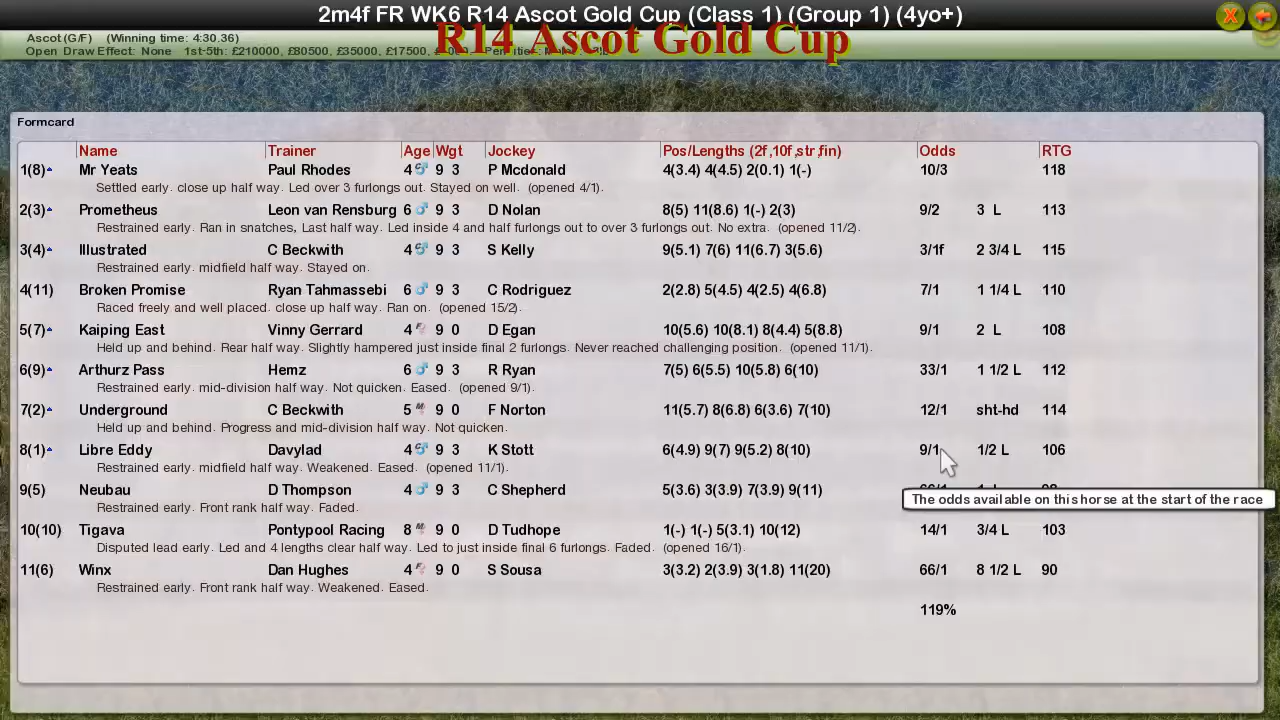 2m4f FR WK6 R14 Ascot Gold Cup (Class 1) (Group 1) (4yo+)
R14 Ascot Gold Cup
Ascot(G/F) (Winning time: 4:30.36)
Open Draw Effect: None 1st-5th: £210000, £80500, £35000, £17500,
Formcard
Name Trainer Age Wgt Jockey Pos/Lengths (2f,10f,str,fin) Odds RTG
1(8) Mr Yeats Paul Rhodes 4 9 3 P Mcdonald 4(3.4) 4(4.5) 2(0.1) 1(-) 10/3 118
Settled early. close up half way. Led over 3 furlongs out. Stayed on well. (opened 4/1).
2(3) Prometheus Leon van Rensburg 6 9 3 D Nolan 8(5) 11(8.6) 1(-) 2(3) 9/2 3 L 113
Restrained early. Ran in snatches, Last half way. Led inside 4 and half furlongs out to over 3 furlongs out. No extra. (opened 11/2).
3(4) Illustrated C Beckwith 4 9 3 S Kelly 9(5.1) 7(6) 11(6.7) 3(5.6) 3/1f 2 3/4 L 115
Restrained early. midfield half way. Stayed on.
4(11) Broken Promise Ryan Tahmassebi 6 9 3 C Rodriguez 2(2.8) 5(4.5) 4(2.5) 4(6.8) 7/1 1 1/4 L 110
Raced freely and well placed. close up half way. Ran on. (opened 15/2).
5(7) Kaiping East Vinny Gerrard 4 9 0 D Egan 10(5.6) 10(8.1) 8(4.4) 5(8.8) 9/1 2 L 108
Held up and behind. Rear half way. Slightly hampered just inside final 2 furlongs. Never reached challenging position. (opened 11/1).
6(9) Arthurz Pass Hemz 6 9 3 R Ryan 7(5) 6(5.5) 10(5.8) 6(10) 33/1 1 1/2 L 112
Restrained early. mid-division half way. Not quicken. Eased. (opened 9/1).
7(2) Underground C Beckwith 5 9 0 F Norton 11(5.7) 8(6.8) 6(3.6) 7(10) 12/1 sht-hd 114
Held up and behind. Progress and mid-division half way. Not quicken.
8(1) Libre Eddy Davylad 4 9 3 K Stott 6(4.9) 9(7) 9(5.2) 8(10) 9/1 1/2 L 106
Restrained early. midfield half way. Weakened. Eased. (opened 11/1).
9(5) Neubau D Thompson 4 9 3 C Shepherd 5(3.6) 3(3.9) 7(3.9) 9(11)
Restrained early. Front rank half way. Faded.
The odds available on this horse at the start of the race
10(10) Tigava Pontypool Racing 8 9 0 D Tudhope 1(-) 1(-) 5(3.1) 10(12) 14/1 3/4 L 103
Disputed lead early. Led and 4 lengths clear half way. Led to just inside final 6 furlongs. Faded. (opened 16/1).
11(6) Winx Dan Hughes 4 9 0 S Sousa 3(3.2) 2(3.9) 3(1.8) 11(20) 66/1 8 1/2 L 90
Restrained early. Front rank half way. Weakened. Eased.
119%